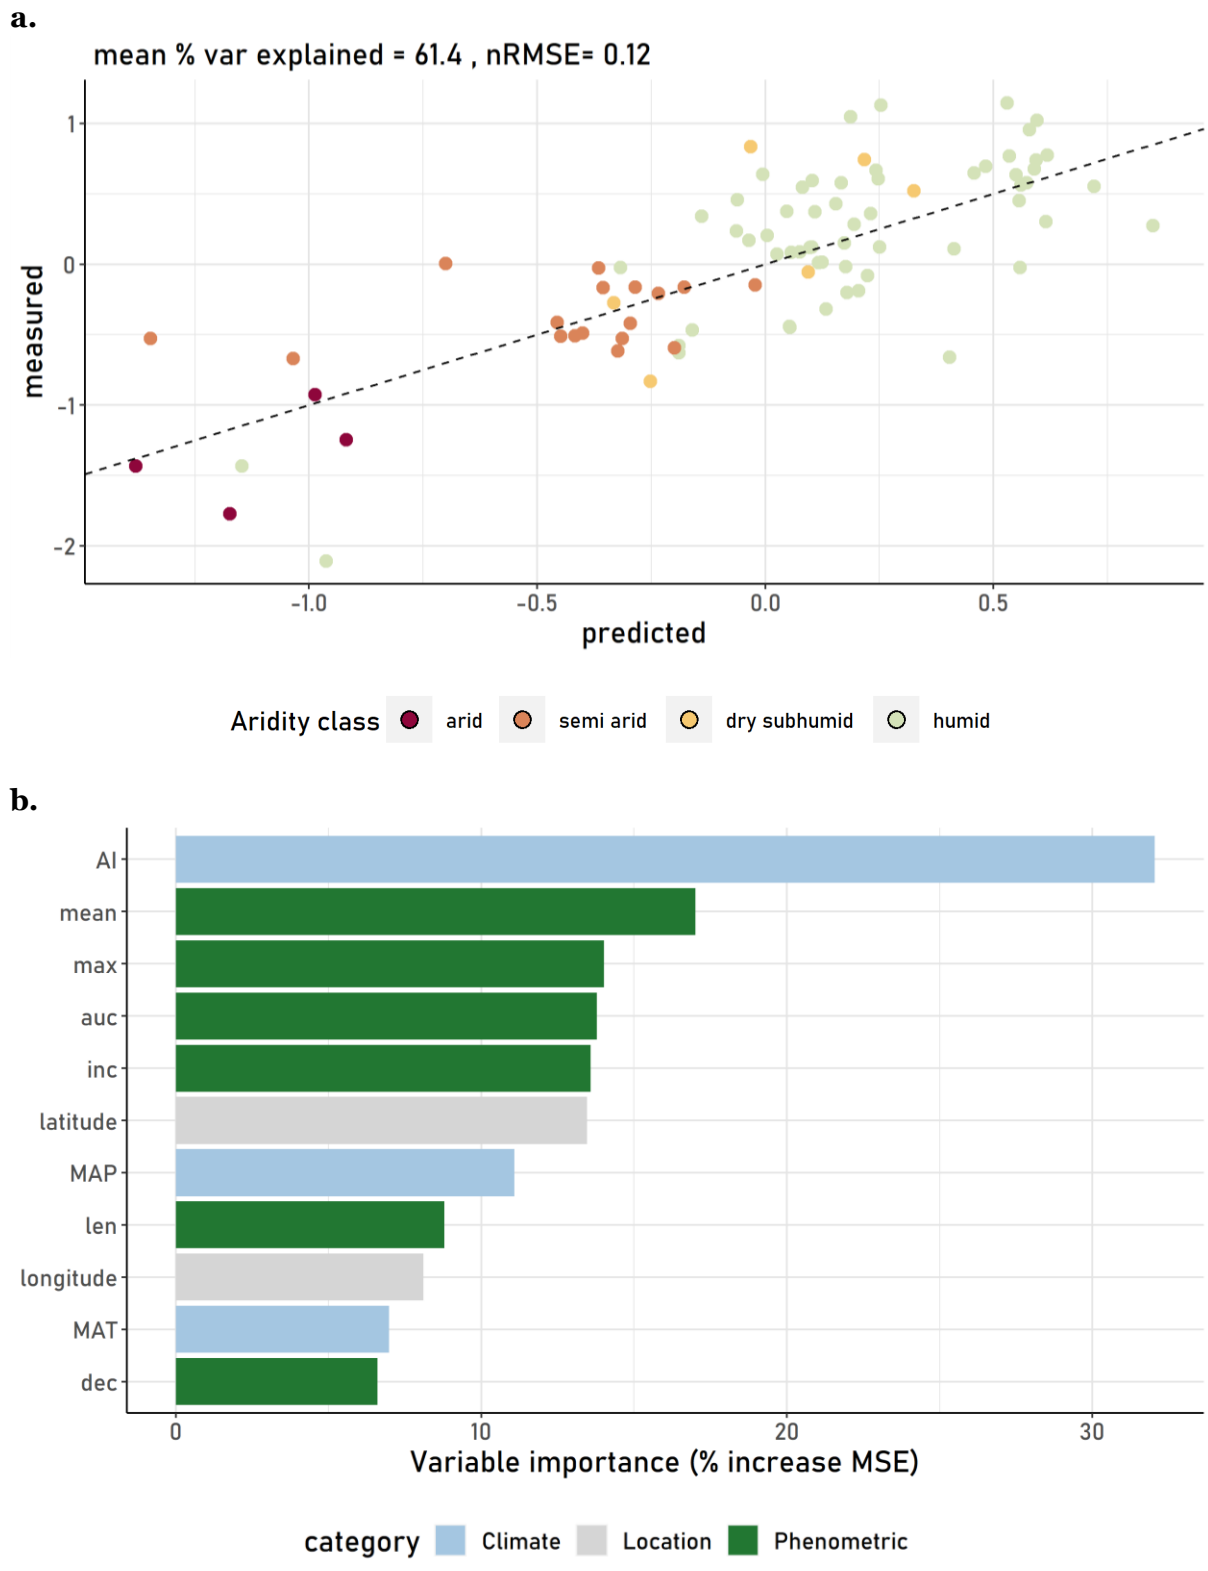 a.
mean % var explained = 61.4 , nRMSE= 0.12
1
0
-1
-2
measured
-1.0 -0.5 0.0 0.5
predicted
Aridity class arid semi arid dry subhumid humid
b.
AI
mean
max
auc
inc
latitude
MAP
len
longitude
MAT
dec
0 10 20 30
Variable importance (% increase MSE)
category Climate Location Phenometric